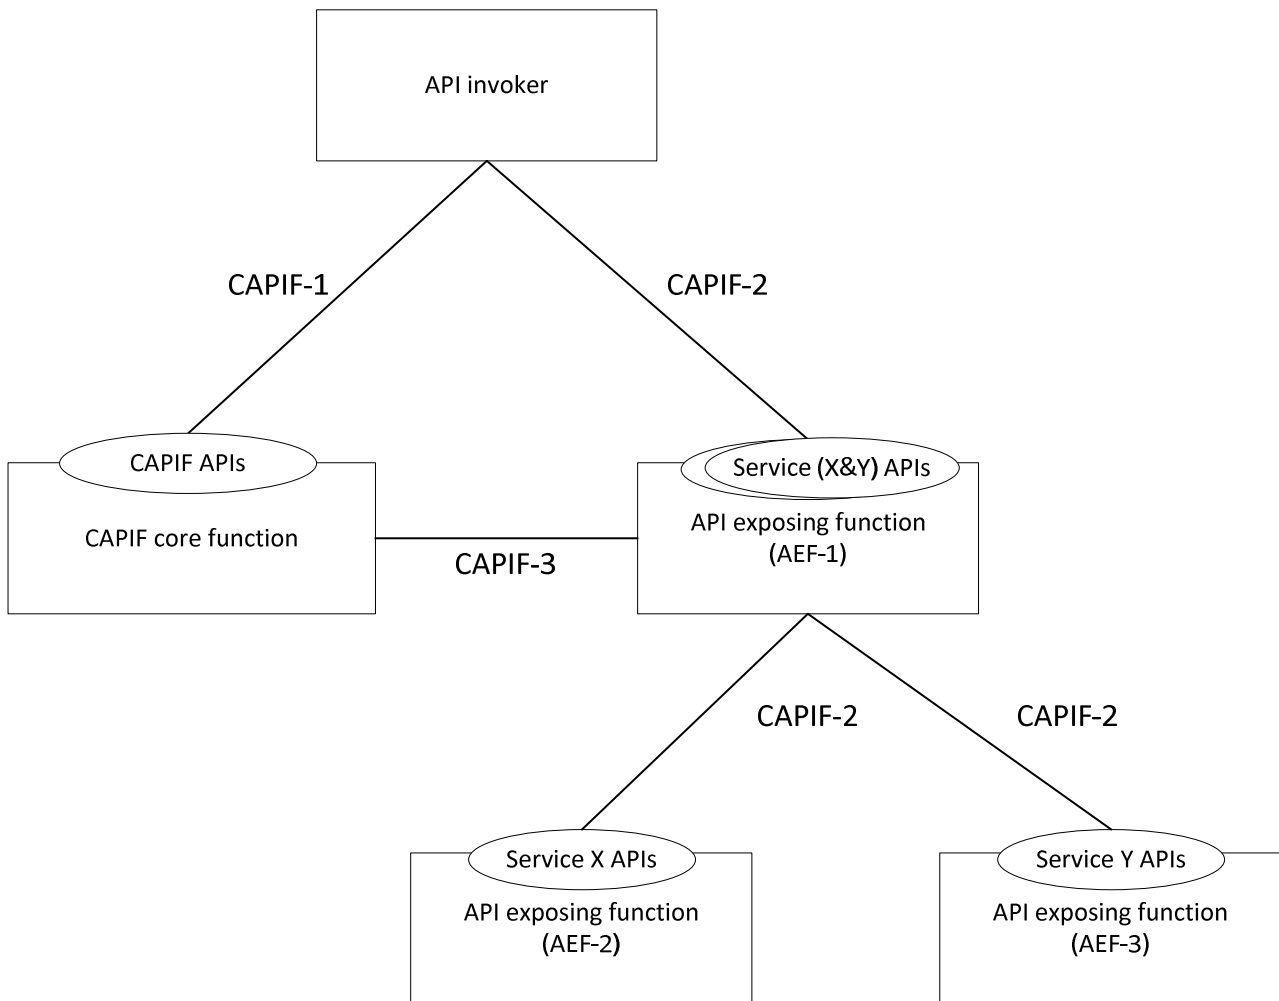 API invoker
CAPIF-1
CAPIF-2
CAPIF APIs
Service (X&Y) APIs
CAPIF core function
API exposing function
(AEF-1)
CAPIF-3
CAPIF-2
CAPIF-2
Service X APIs
API exposing function
(AEF-2)
Service Y APIs
API exposing function
(AEF-3)